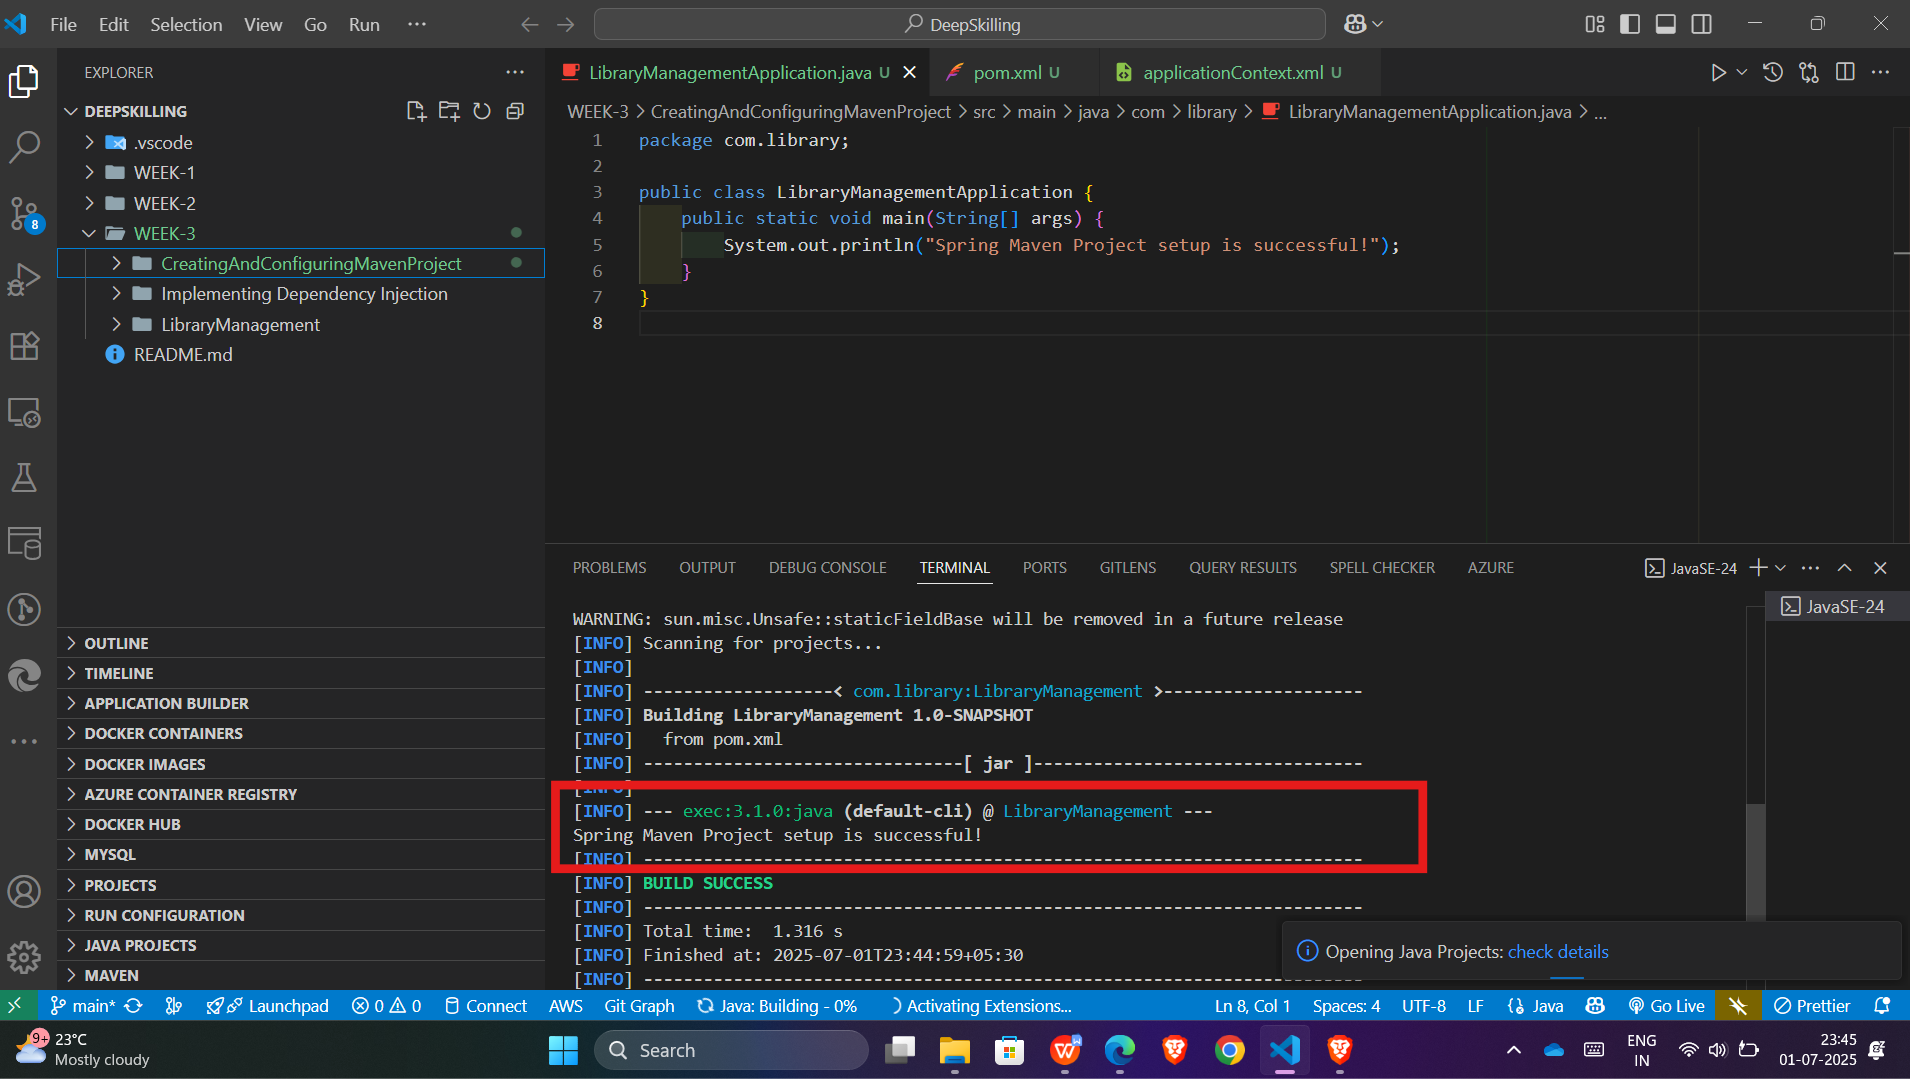 File Edit Selection View Go Run ···
DeepSkilling
EXPLORER
DEEPSKILLING
.vscode
WEEK-1
WEEK-2
WEEK-3
CreatingAndConfiguringMavenProject
Implementing Dependency Injection
LibraryManagement
README.md
OUTLINE
TIMELINE
APPLICATION BUILDER
DOCKER CONTAINERS
DOCKER IMAGES
AZURE CONTAINER REGISTRY
DOCKER HUB
MYSQL
PROJECTS
RUN CONFIGURATION
JAVA PROJECTS
MAVEN
8
LibraryManagementApplication.java U
pom.xml U
applicationContext.xml U
WEEK-3 > CreatingAndConfiguringMavenProject > src > main > java > com > library > LibraryManagementApplication.java > ...
1 package com.library;
2
3 public class LibraryManagementApplication {
4 public static void main(String[] args) {
5 System.out.println("Spring Maven Project setup is successful!");
6 }
7 }
8
PROBLEMS OUTPUT DEBUG CONSOLE TERMINAL PORTS GITLENS QUERY RESULTS SPELL CHECKER AZURE
JavaSE-24
JavaSE-24
WARNING: sun.misc.Unsafe::staticFieldBase will be removed in a future release
[INFO] Scanning for projects...
[INFO]
[INFO] -------------------< com.library:LibraryManagement >--------------------
[INFO] Building LibraryManagement 1.0-SNAPSHOT
[INFO]   from pom.xml
[INFO] --------------------------------[ jar ]---------------------------------
[INFO]
[INFO] --- exec:3.1.0:java (default-cli) @ LibraryManagement ---
Spring Maven Project setup is successful!
[INFO] ------------------------------------------------------------------------
[INFO] BUILD SUCCESS
[INFO] ------------------------------------------------------------------------
[INFO] Total time:  1.316 s
[INFO] Finished at: 2025-07-01T23:44:59+05:30
[INFO] ------------------------------------------------------------------------
Opening Java Projects: check details
main* Launchpad 0 0 Connect AWS Git Graph Java: Building - 0% Activating Extensions... Ln 8, Col 1 Spaces: 4 UTF-8 LF Java Go Live Prettier
9+
23°C
Mostly cloudy
Search
ENG
IN
23:45
01-07-2025